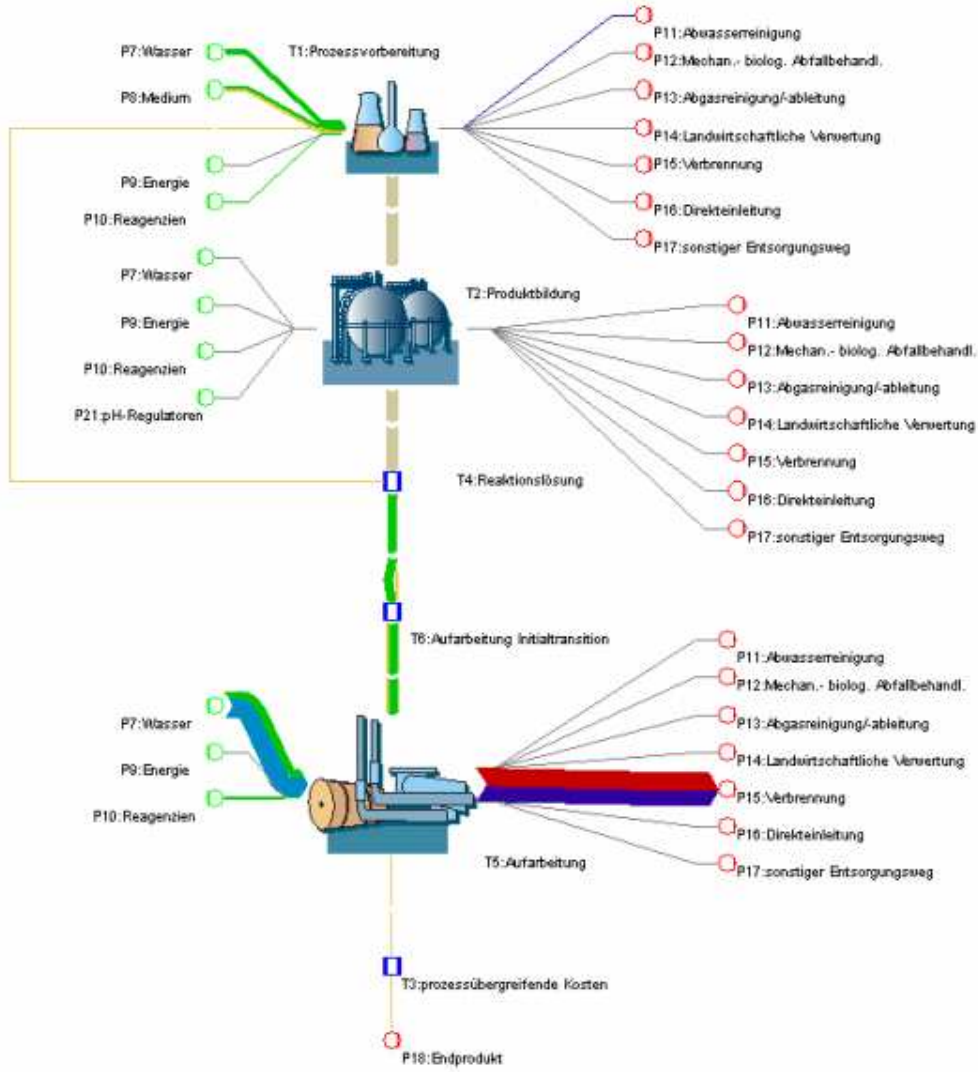 P7:Wasser
T1:Prozessvorbereitung
P11:Abwasserreinigung
P12:Mechan.- biolog. Abfallbehandl.
P8:Medium
P13:Abgasreinigung/-ableitung
P14:Landwirtschaftliche Verwertung
P15:Verbrennung
P9:Energie
P16:Direkteinleitung
P10:Reagenzien
P17:sonstiger Entsorgungsweg
P7:Wasser
T2:Produktbildung
P11:Abwasserreinigung
P9:Energie
P12:Mechan.- biolog. Abfallbehandl.
P10:Reagenzien
P13:Abgasreinigung/-ableitung
P21:pH-Regulatoren
P14:Landwirtschaftliche Verwertung
P15:Verbrennung
T4:Reaktionslösung
P16:Direkteinleitung
P17:sonstiger Entsorgungsweg
T6:Aufarbeitung Initialtransition
P11:Abwasserreinigung
P12:Mechan.- biolog. Abfallbehandl.
P7:Wasser
P13:Abgasreinigung/-ableitung
P14:Landwirtschaftliche Verwertung
P9:Energie
P15:Verbrennung
P10:Reagenzien
P16:Direkteinleitung
T5:Aufarbeitung
P17:sonstiger Entsorgungsweg
T3:prozessübergreifende Kosten
P18:Endprodukt